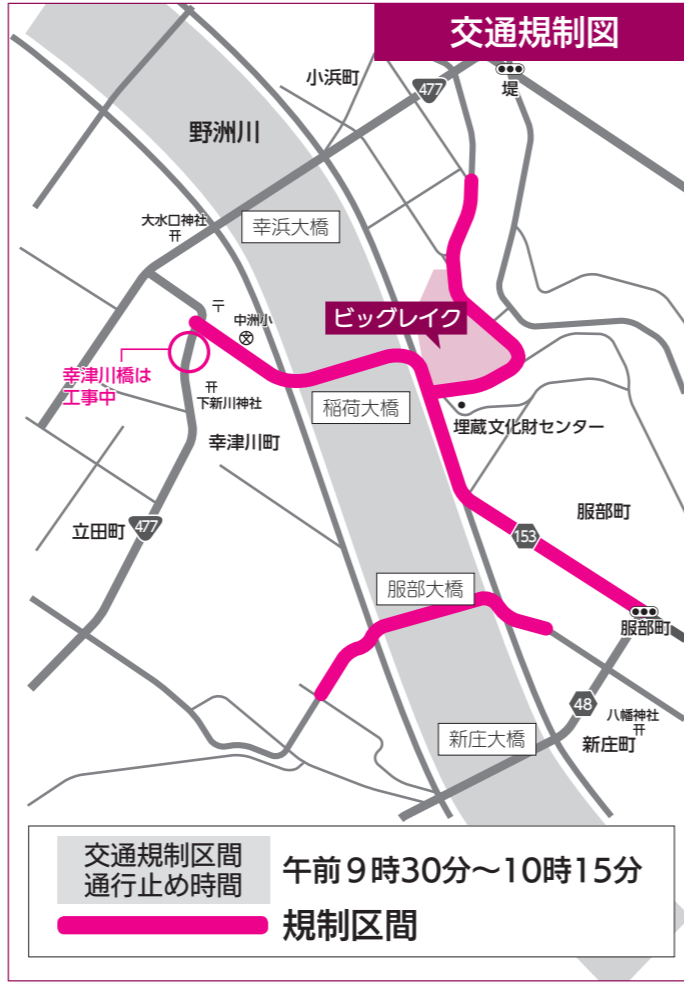 交通規制図
小浜町
477
堤
野洲川
大水口神社
幸浜大橋
ビッグレイク
中洲小
幸津川橋は
工事中
下新川神社
稲荷大橋
埋蔵文化財センター
幸津川町
立田町
477
服部町
153
服部大橋
服部町
48
八幡神社
新庄大橋
新庄町
交通規制区間
通行止め時間
午前9時30分～10時15分
規制区間